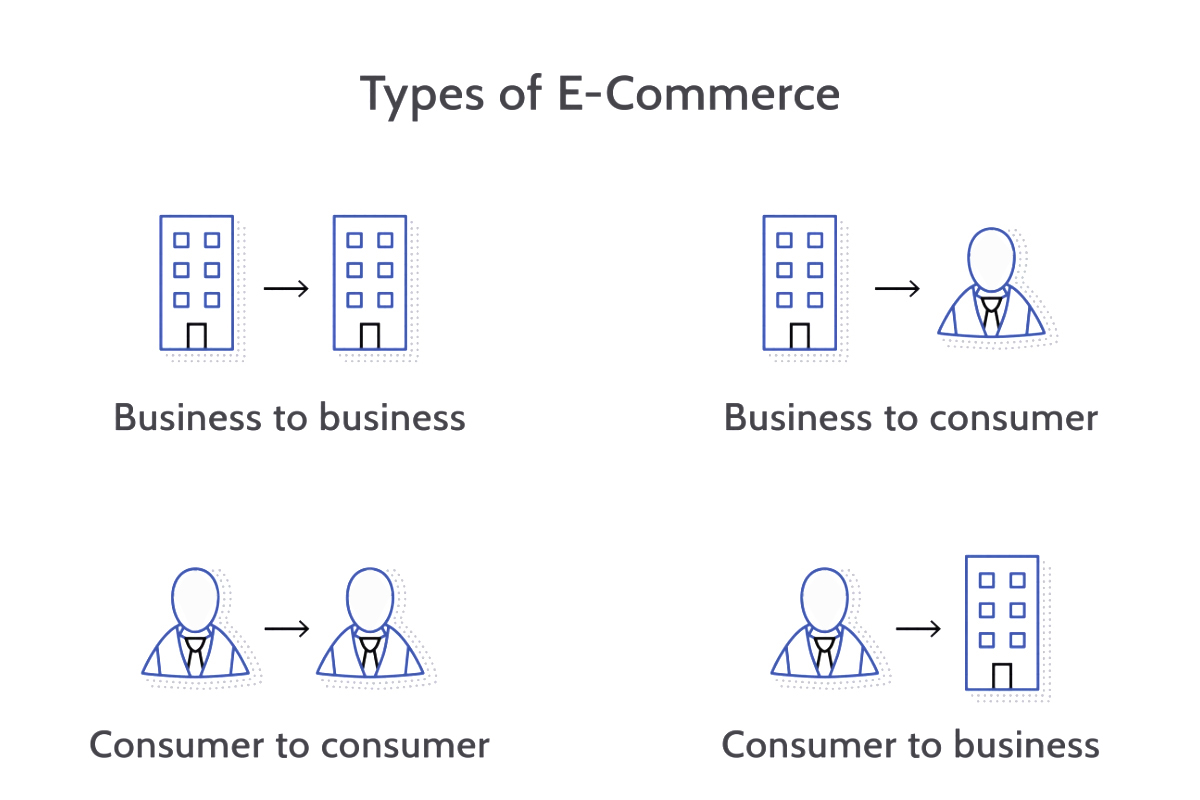 Types of E-Commerce
Business to business
Business to consumer
Consumer to consumer
Consumer to business